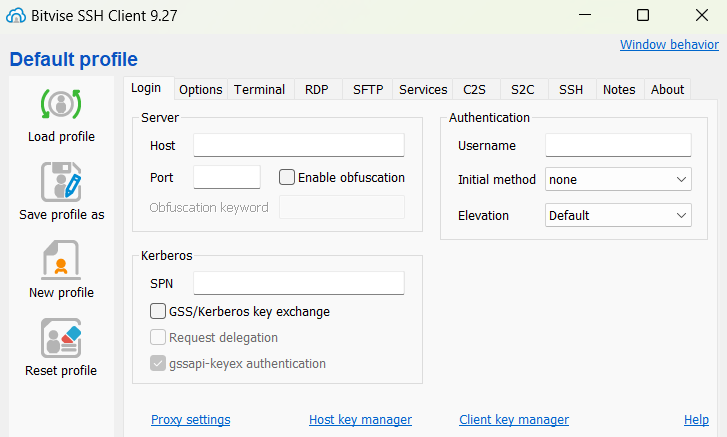 Bitvise SSH Client 9.27
Default profile
Window behavior
Load profile
Save profile as
New profile
Reset profile
Login Options Terminal RDP SFTP Services C2S S2C SSH Notes About
Server
Host
Port Enable obfuscation
Obfuscation keyword
Authentication
Username
Initial method none
Elevation Default
Kerberos
SPN
GSS/Kerberos key exchange
Request delegation
gssapi-keyex authentication
Proxy settings Host key manager Client key manager Help